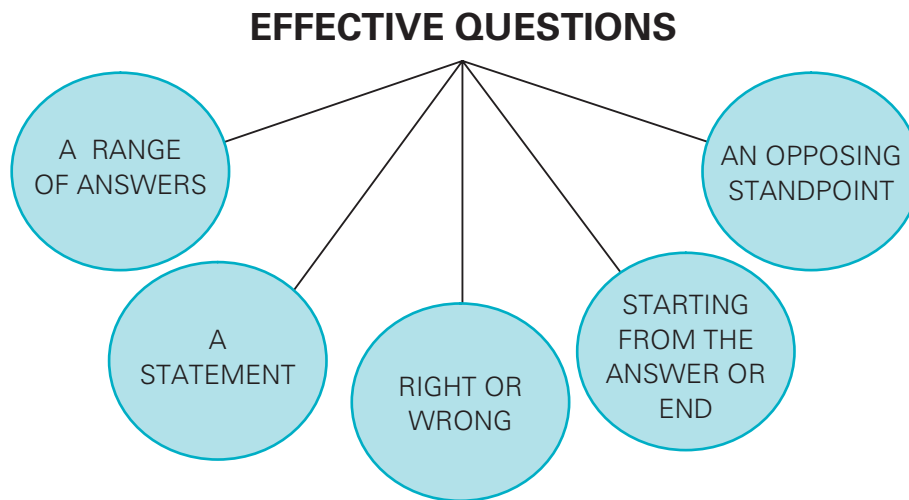 EFFECTIVE QUESTIONS
A RANGE
OF ANSWERS
A
STATEMENT
RIGHT OR
WRONG
STARTING
FROM THE
ANSWER OR
END
AN OPPOSING
STANDPOINT